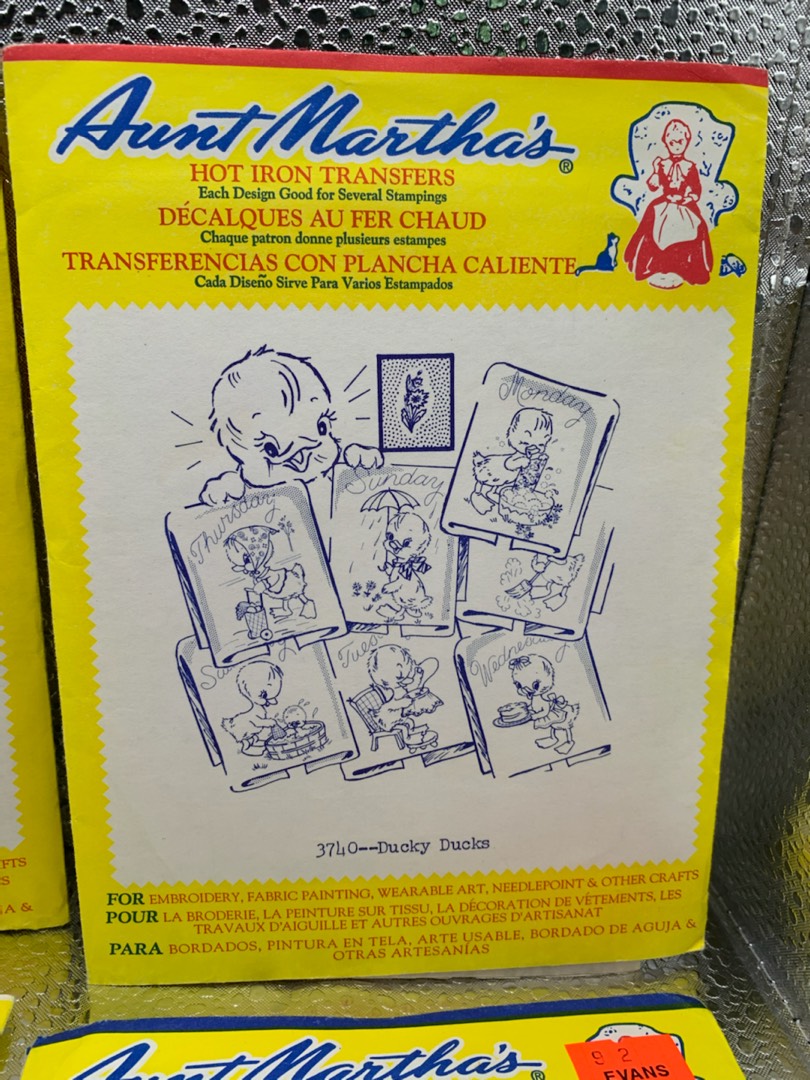 Aunt Martha's®
HOT IRON TRANSFERS
Each Design Good for Several Stampings
DÉCALQUES AU FER CHAUD
Chaque patron donne plusieurs estampes
TRANSFERENCIAS CON PLANCHA CALIENTE
Cada Diseño Sirve Para Varios Estampados
Monday
Sunday
Thursday
Wednesday
3740--Ducky Ducks
FOR EMBROIDERY, FABRIC PAINTING, WEARABLE ART, NEEDLEPOINT & OTHER CRAFTS
POUR LA BRODERIE, LA PEINTURE SUR TISSU, LA DÉCORATION DE VÉTEMENTS, LES
TRAVAUX D'AIGUILLE ET AUTRES OUVRAGES D'ARTISANAT
PARA BORDADOS, PINTURA EN TELA, ARTE USABLE, BORDADO DE AGUJA &
OTRAS ARTESANÍAS
Aunt Martha's®
92
EVANS